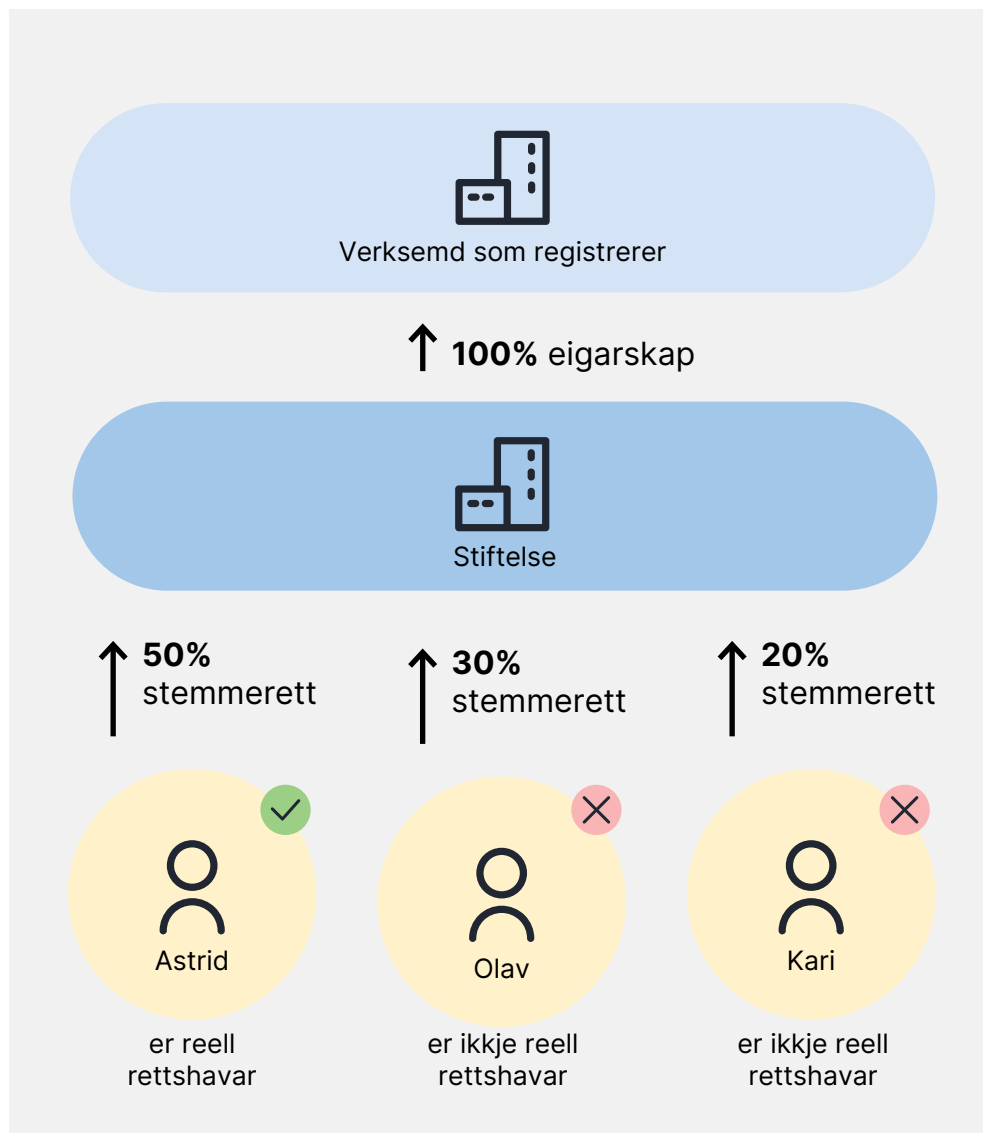 Verksemd som registrerer
100% eigarskap
Stiftelse
50%
stemmerett
30%
stemmerett
20%
stemmerett
Astrid
Olav
Kari
er reell
rettshavar
er ikkje reell
rettshavar
er ikkje reell
rettshavar